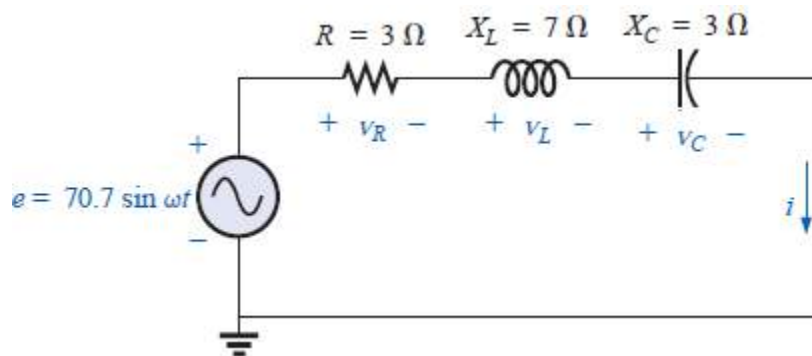 R = 3 Ω X_L = 7 Ω X_C = 3 Ω
+ v_R − + v_L − + v_C −
+
e = 70.7 sin ωt
−
i